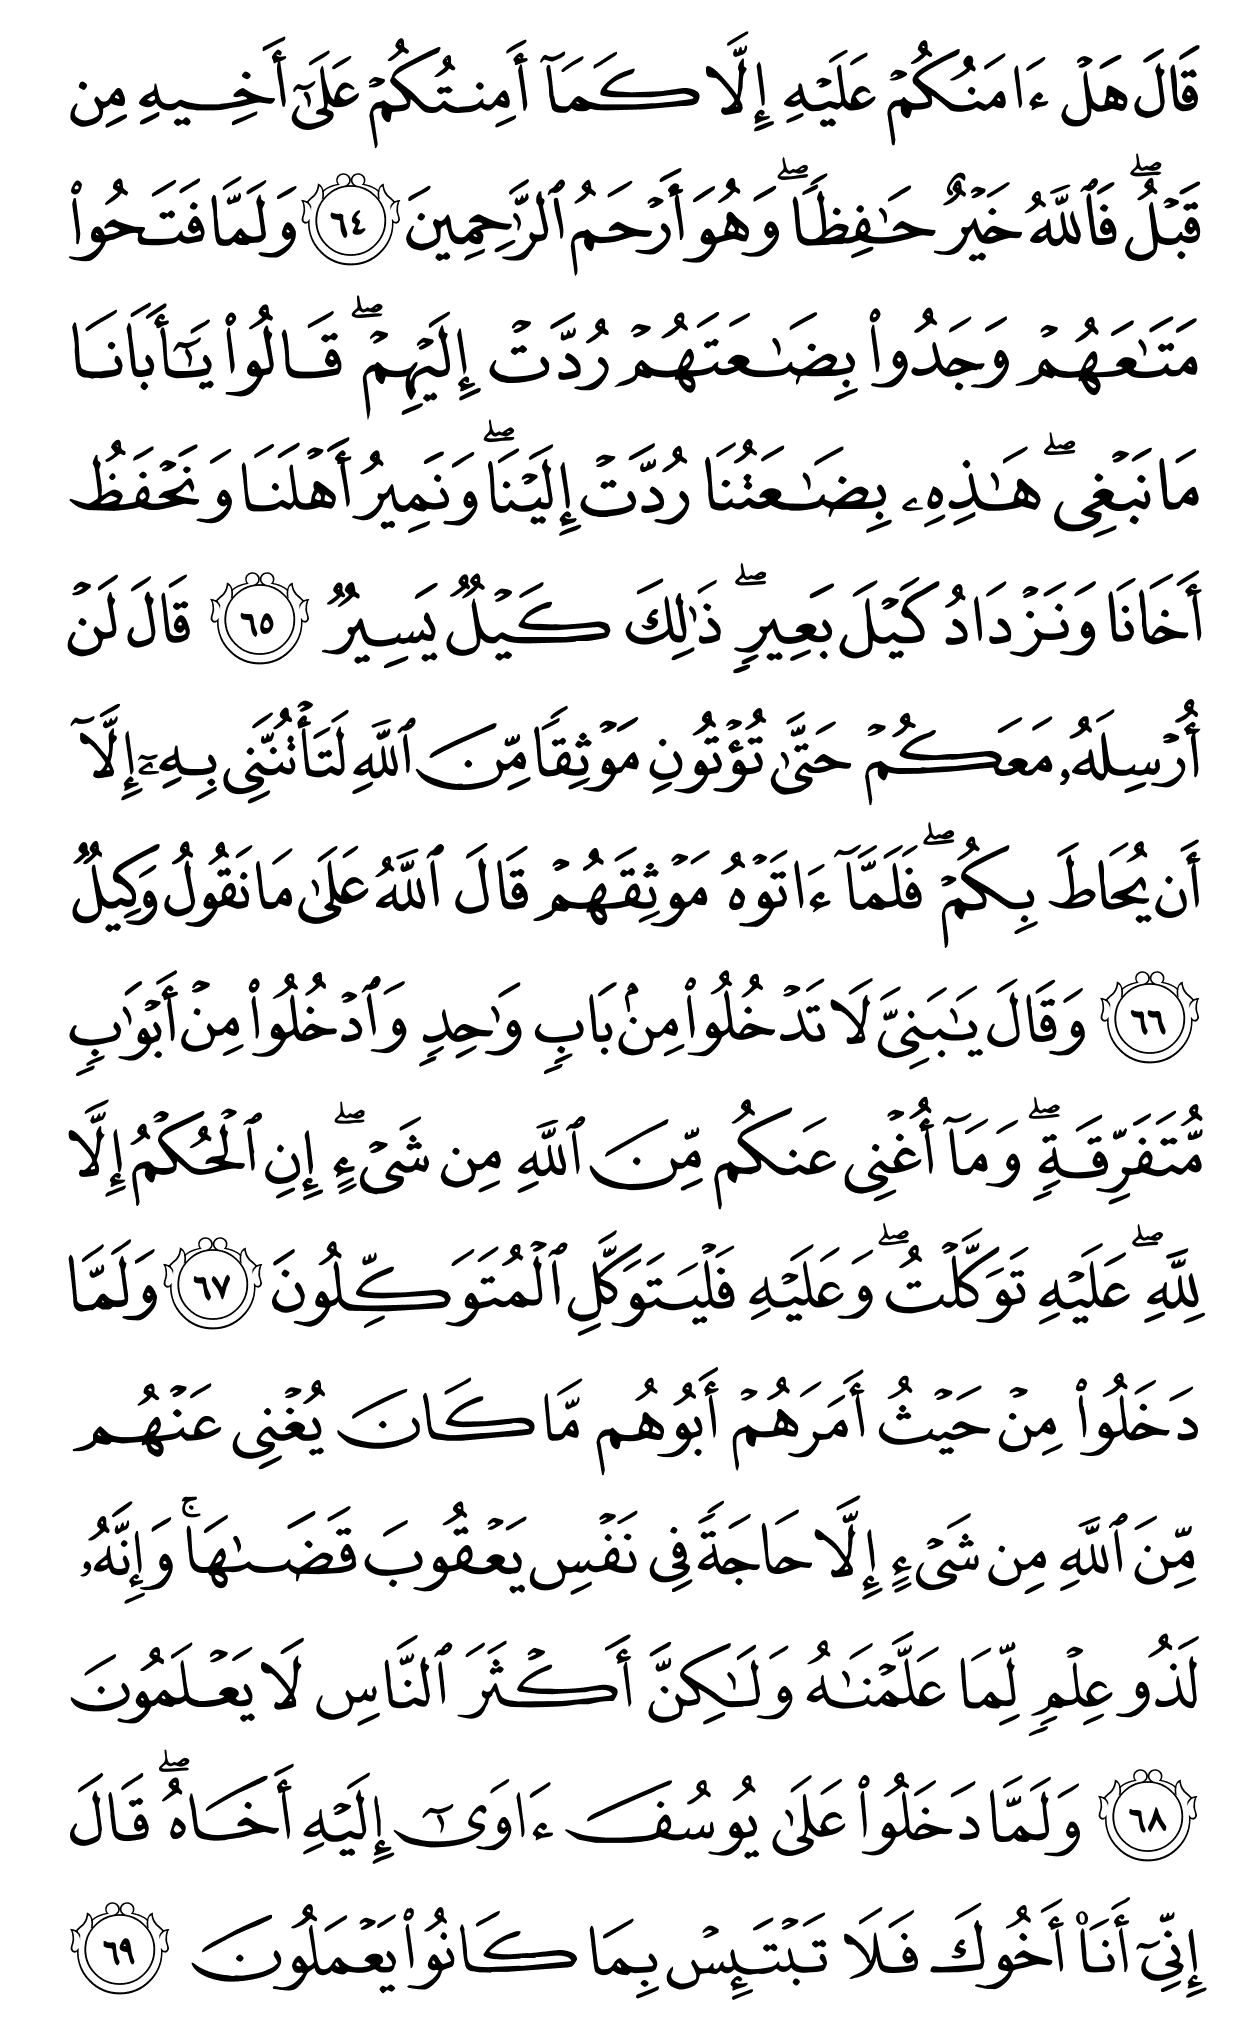 قَالَ هَلۡ ءَامَنُكُمۡ عَلَيۡهِ إِلَّا كَمَآ أَمِنتُكُمۡ عَلَىٰٓ أَخِيهِ مِن
قَبۡلُۖ فَٱللَّهُ خَيۡرٌ حَٰفِظٗاۖ وَهُوَ أَرۡحَمُ ٱلرَّٰحِمِينَ ٦٤ وَلَمَّا فَتَحُواْ
مَتَٰعَهُمۡ وَجَدُواْ بِضَٰعَتَهُمۡ رُدَّتۡ إِلَيۡهِمۡۖ قَالُواْ يَٰٓأَبَانَا
مَا نَبۡغِيۖ هَٰذِهِۦ بِضَٰعَتُنَا رُدَّتۡ إِلَيۡنَاۖ وَنَمِيرُ أَهۡلَنَا وَنَحۡفَظُ
أَخَانَا وَنَزۡدَادُ كَيۡلَ بَعِيرٖۖ ذَٰلِكَ كَيۡلٞ يَسِيرٞ ٦٥ قَالَ لَنۡ
أُرۡسِلَهُۥ مَعَكُمۡ حَتَّىٰ تُؤۡتُونِ مَوۡثِقٗا مِّنَ ٱللَّهِ لَتَأۡتُنَّنِي بِهِۦٓ إِلَّآ
أَن يُحَاطَ بِكُمۡۖ فَلَمَّآ ءَاتَوۡهُ مَوۡثِقَهُمۡ قَالَ ٱللَّهُ عَلَىٰ مَا نَقُولُ وَكِيلٞ
٦٦ وَقَالَ يَٰبَنِيَّ لَا تَدۡخُلُواْ مِنۢ بَابٖ وَٰحِدٖ وَٱدۡخُلُواْ مِنۡ أَبۡوَٰبٖ
مُّتَفَرِّقَةٖۖ وَمَآ أُغۡنِي عَنكُم مِّنَ ٱللَّهِ مِن شَيۡءٍۖ إِنِ ٱلۡحُكۡمُ إِلَّا
لِلَّهِۖ عَلَيۡهِ تَوَكَّلۡتُۖ وَعَلَيۡهِ فَلۡيَتَوَكَّلِ ٱلۡمُتَوَكِّلُونَ ٦٧ وَلَمَّا
دَخَلُواْ مِنۡ حَيۡثُ أَمَرَهُمۡ أَبُوهُم مَّا كَانَ يُغۡنِي عَنۡهُم
مِّنَ ٱللَّهِ مِن شَيۡءٍ إِلَّا حَاجَةٗ فِي نَفۡسِ يَعۡقُوبَ قَضَىٰهَاۚ وَإِنَّهُۥ
لَذُو عِلۡمٖ لِّمَا عَلَّمۡنَٰهُ وَلَٰكِنَّ أَكۡثَرَ ٱلنَّاسِ لَا يَعۡلَمُونَ
٦٨ وَلَمَّا دَخَلُواْ عَلَىٰ يُوسُفَ ءَاوَىٰٓ إِلَيۡهِ أَخَاهُۖ قَالَ
إِنِّيٓ أَنَا۠ أَخُوكَ فَلَا تَبۡتَئِسۡ بِمَا كَانُواْ يَعۡمَلُونَ ٦٩